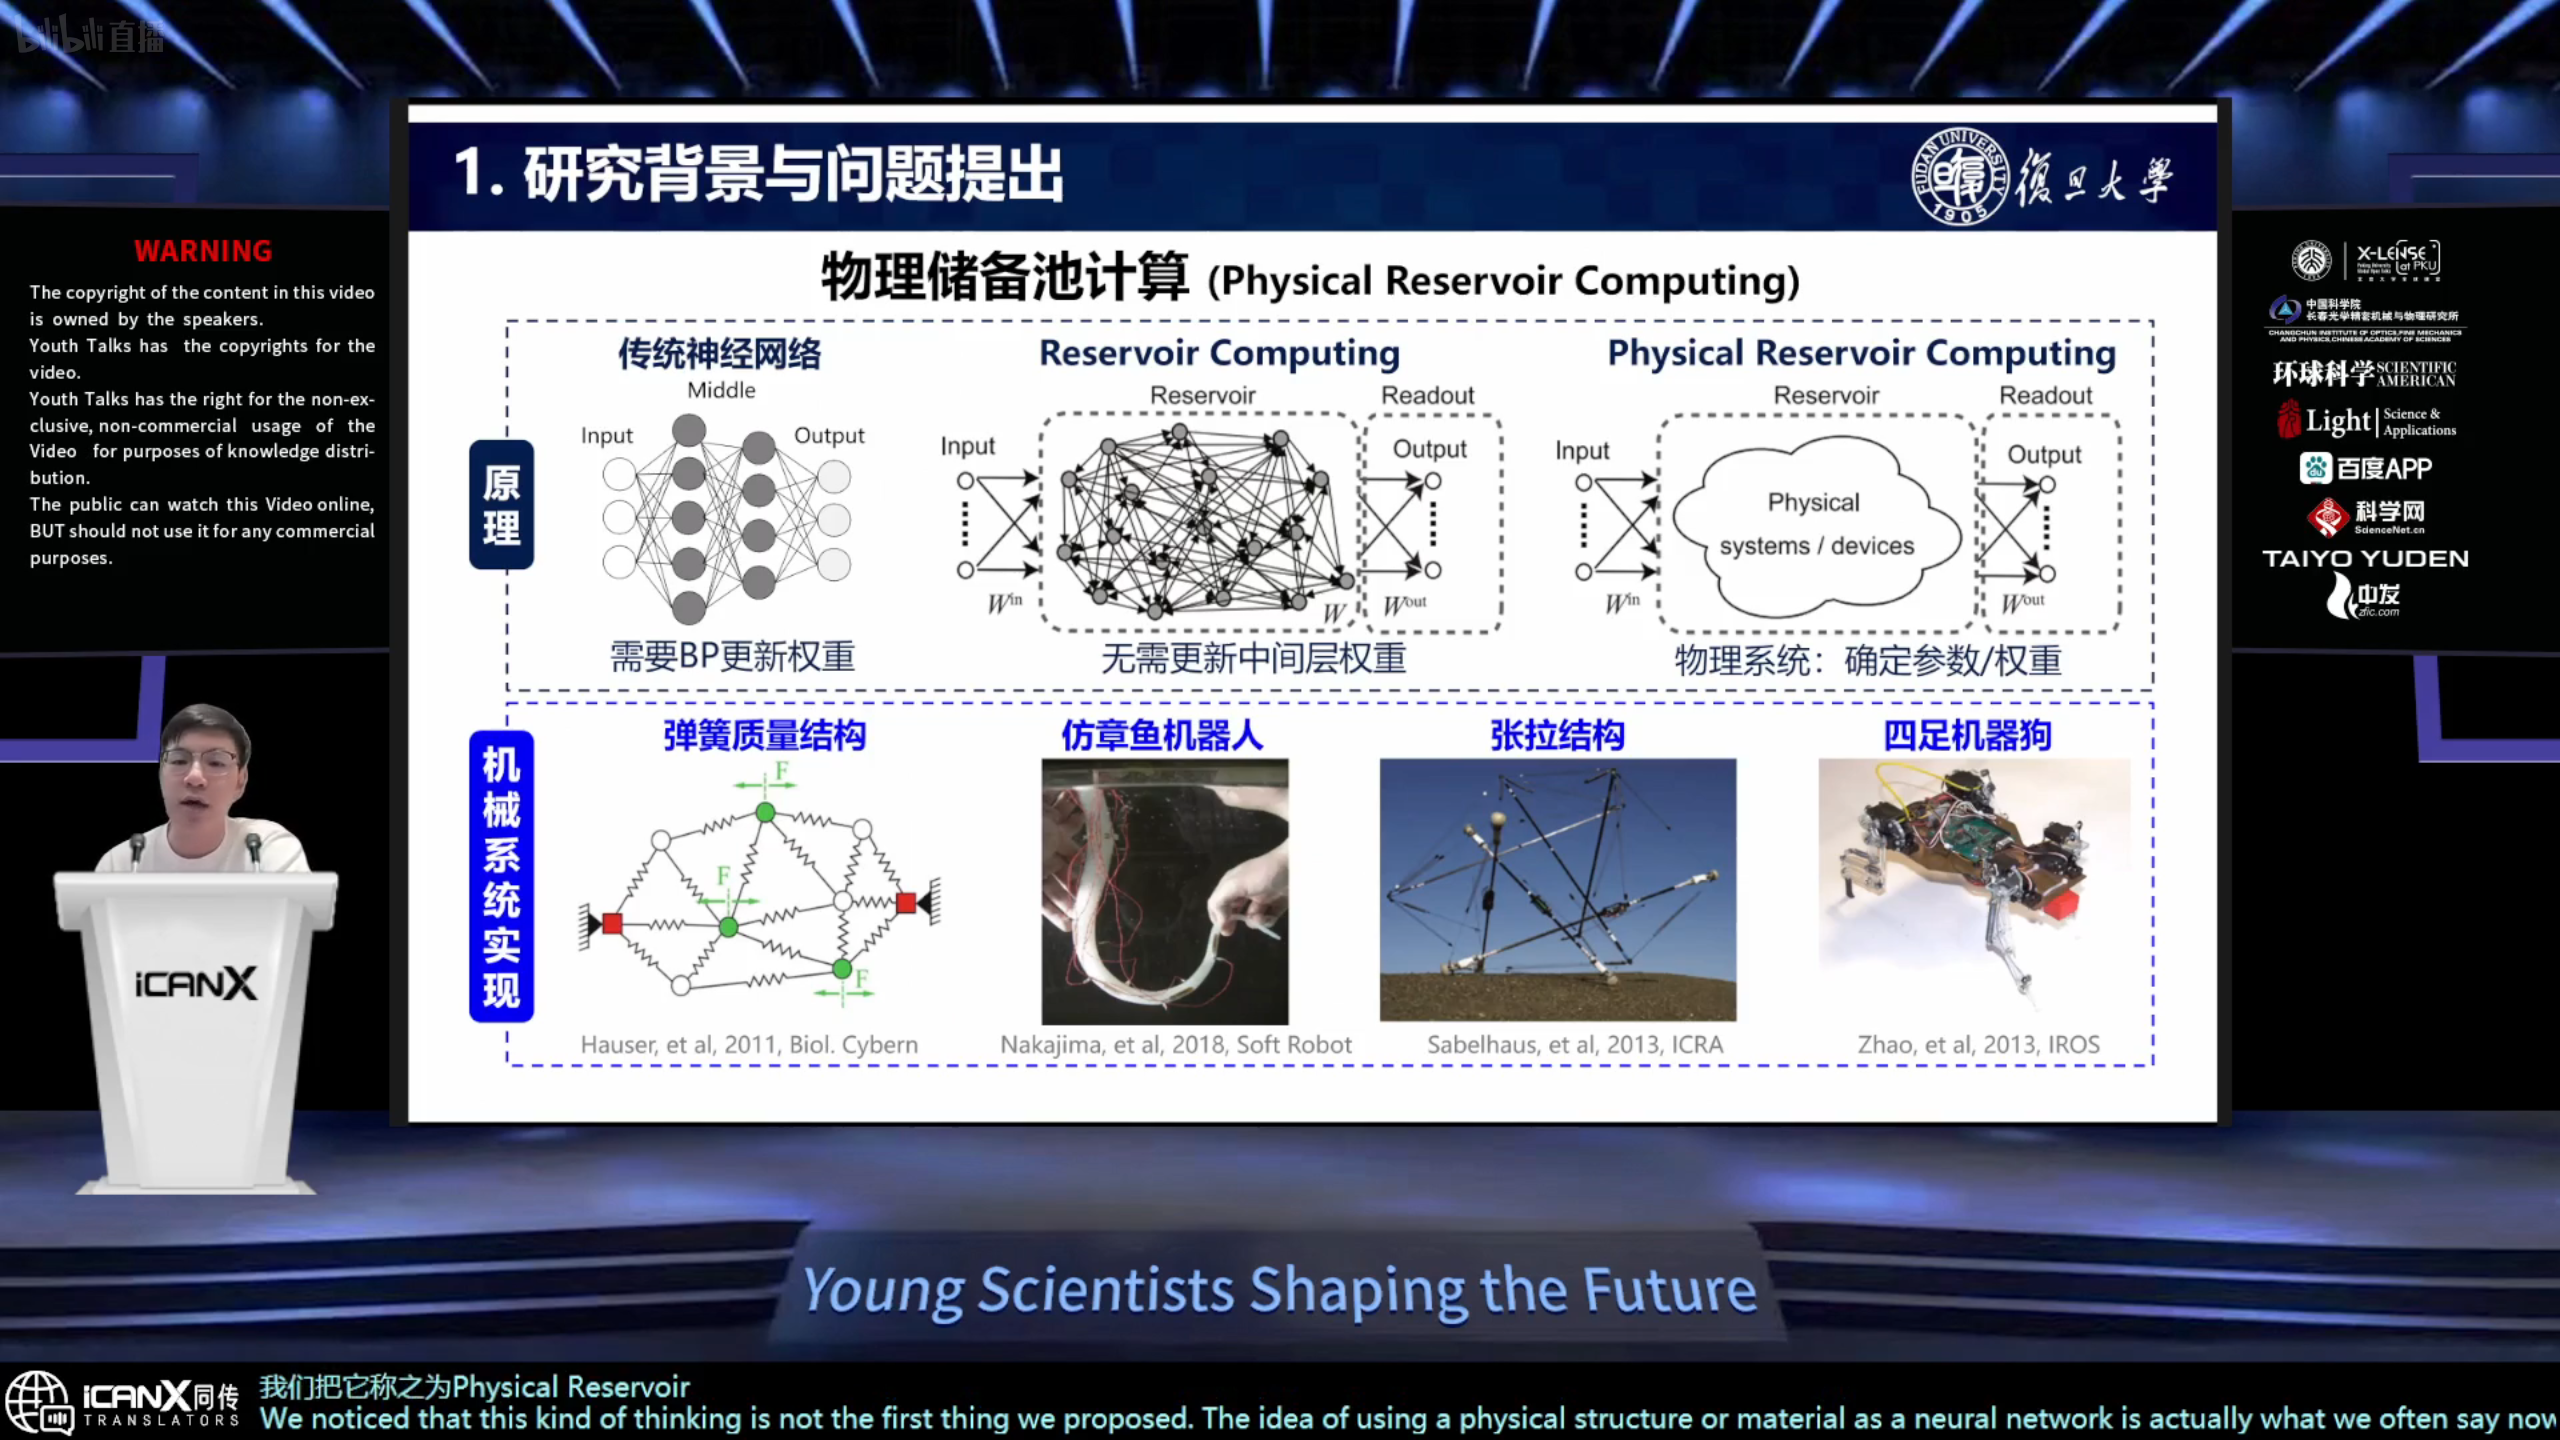 bilibili直播
WARNING
The copyright of the content in this video
is owned by the speakers.
Youth Talks has the copyrights for the
video.
Youth Talks has the right for the non-ex-
clusive, non-commercial usage of the
Video for purposes of knowledge distri-
bution.
The public can watch this Video online,
BUT should not use it for any commercial
purposes.
1. 研究背景与问题提出
FUDAN UNIVERSITY
1905
復旦大學
物理储备池计算 (Physical Reservoir Computing)
原理
传统神经网络
Middle
Input
Output
需要BP更新权重
Reservoir Computing
Reservoir
Readout
Input
Output
Win
W
Wout
无需更新中间层权重
Physical Reservoir Computing
Reservoir
Readout
Input
Physical
systems / devices
Output
Win
Wout
物理系统：确定参数/权重
机械系统实现
弹簧质量结构
F
F
F
Hauser, et al, 2011, Biol. Cybern
仿章鱼机器人
Nakajima, et al, 2018, Soft Robot
张拉结构
Sabelhaus, et al, 2013, ICRA
四足机器狗
Zhao, et al, 2013, IROS
X-LENSE
at PKU
中国科学院
长春光学精密机械与物理研究所
CHANGCHUN INSTITUTE OF OPTICS,FINE MECHANICS
AND PHYSICS,CHINESE ACADEMY OF SCIENCES
环球科学 SCIENTIFIC AMERICAN
Light Science & Applications
du 百度APP
科学网
ScienceNet.cn
TAIYO YUDEN
中发
zfic.com
iCANX
Young Scientists Shaping the Future
iCANX同传
TRANSLATORS
我们把它称之为Physical Reservoir
We noticed that this kind of thinking is not the first thing we proposed. The idea of using a physical structure or material as a neural network is actually what we often say now